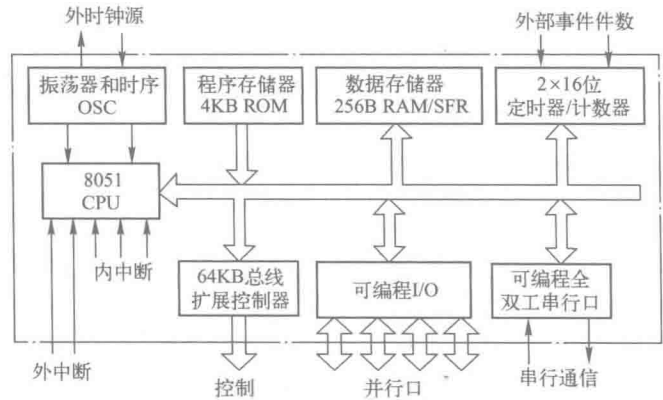 外时钟源
外部事件件数
振荡器和时序
OSC
程序存储器
4KB ROM
数据存储器
256B RAM/SFR
2×16位
定时器/计数器
8051
CPU
内中断
64KB总线
扩展控制器
可编程I/O
可编程全
双工串行口
外中断
控制
并行口
串行通信